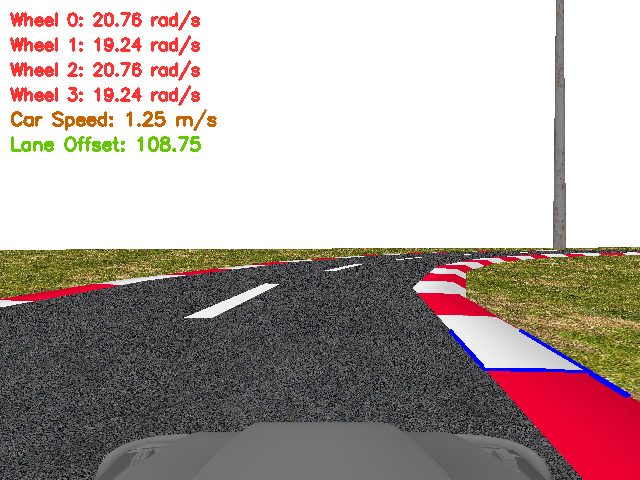 Wheel 0: 20.76 rad/s
Wheel 1: 19.24 rad/s
Wheel 2: 20.76 rad/s
Wheel 3: 19.24 rad/s
Car Speed: 1.25 m/s
Lane Offset: 108.75